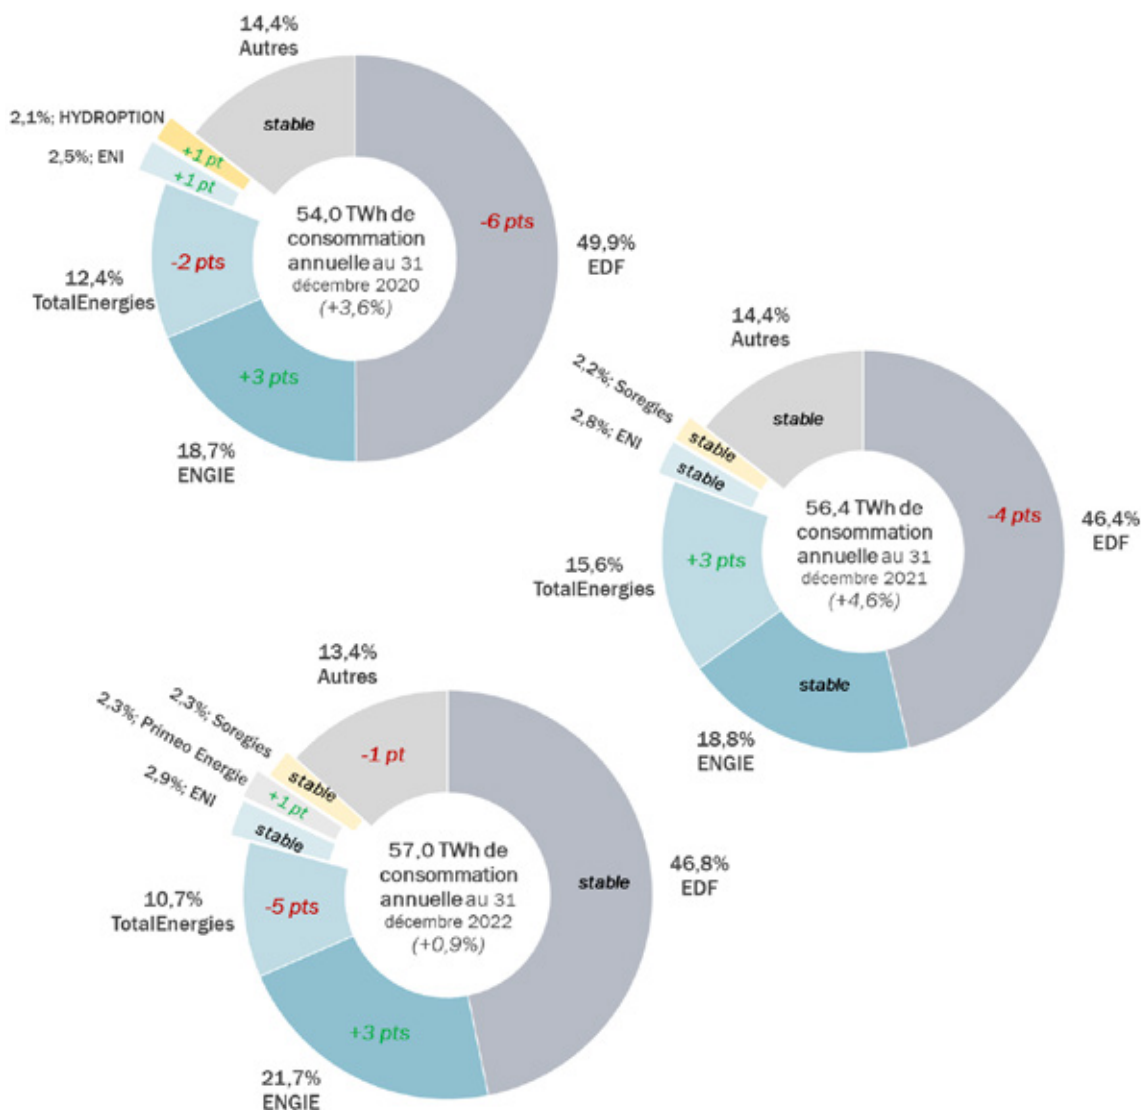 14,4%
Autres
2,1%; HYDROPTION
2,5%; ENI
stable
+1 pt
+1 pt
-2 pts
-6 pts
+3 pts
54,0 TWh de
consommation
annuelle au 31
décembre 2020
(+3,6%)
49,9%
EDF
12,4%
TotalEnergies
18,7%
ENGIE
14,4%
Autres
2,2%; Soregies
2,8%; ENI
stable
stable
stable
+3 pts
-4 pts
stable
56,4 TWh de
consommation
annuelle au 31
décembre 2021
(+4,6%)
46,4%
EDF
15,6%
TotalEnergies
18,8%
ENGIE
13,4%
Autres
2,3%; Soregies
2,3%; Primeo Energie
2,9%; ENI
-1 pt
stable
+1 pt
stable
-5 pts
stable
+3 pts
57,0 TWh de
consommation
annuelle au 31
décembre 2022
(+0,9%)
46,8%
EDF
10,7%
TotalEnergies
21,7%
ENGIE